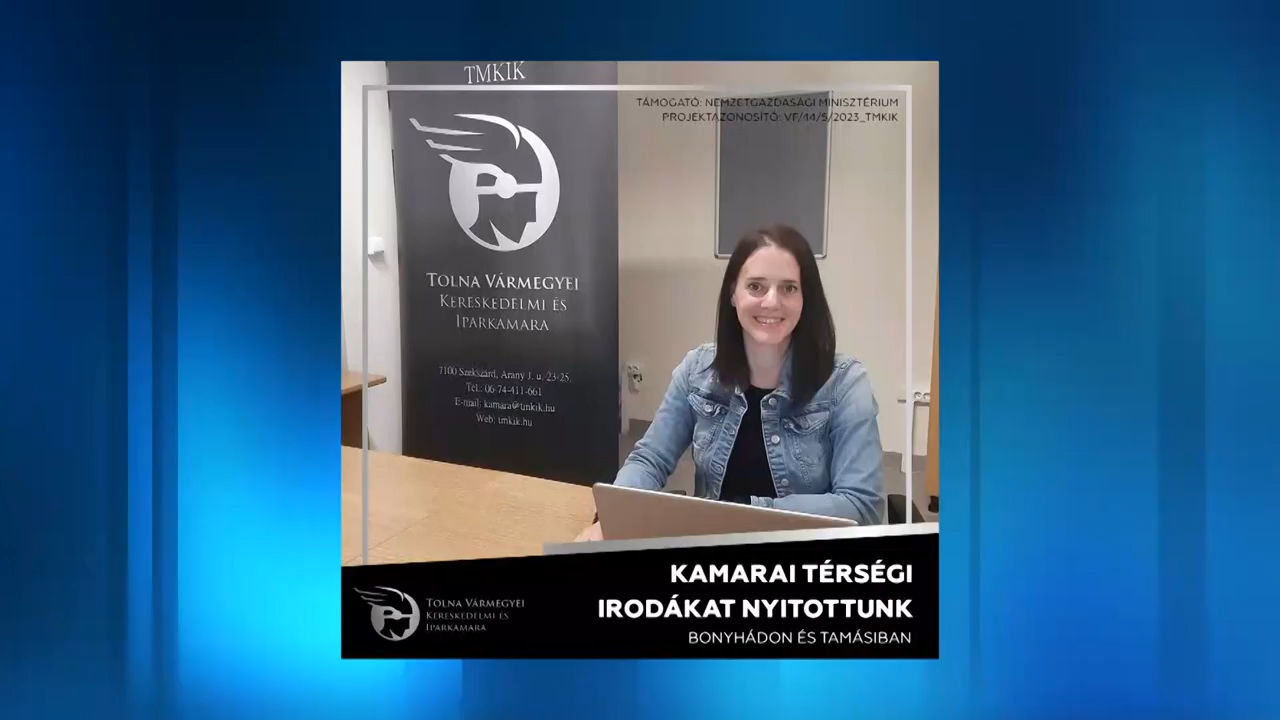 TMKIK
TÁMOGATÓ: NEMZETGAZDASÁGI MINISZTÉRIUM
PROJEKTAZONOSÍTÓ: VF/44/5/2023_TMKIK
TOLNA VÁRMEGYEI
KERESKEDELMI ÉS
IPARKAMARA
7100 Szekszárd, Arany J. u. 23-25.
Tel.: 06-74-411-661
E-mail: kamara@tmkik.hu
Web: tmkik.hu
KAMARAI TÉRSÉGI
IRODÁKAT NYITOTTUNK
BONYHÁDON ÉS TAMÁSIBAN
TOLNA VÁRMEGYEI
KERESKEDELMI ÉS
IPARKAMARA